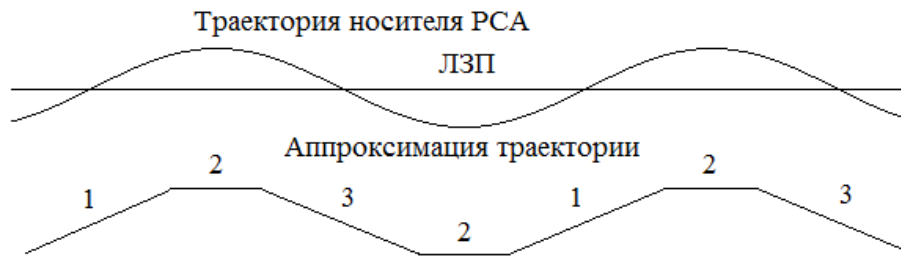 Траектория носителя РСА
ЛЗП
Аппроксимация траектории
1 2 3 2 1 2 3